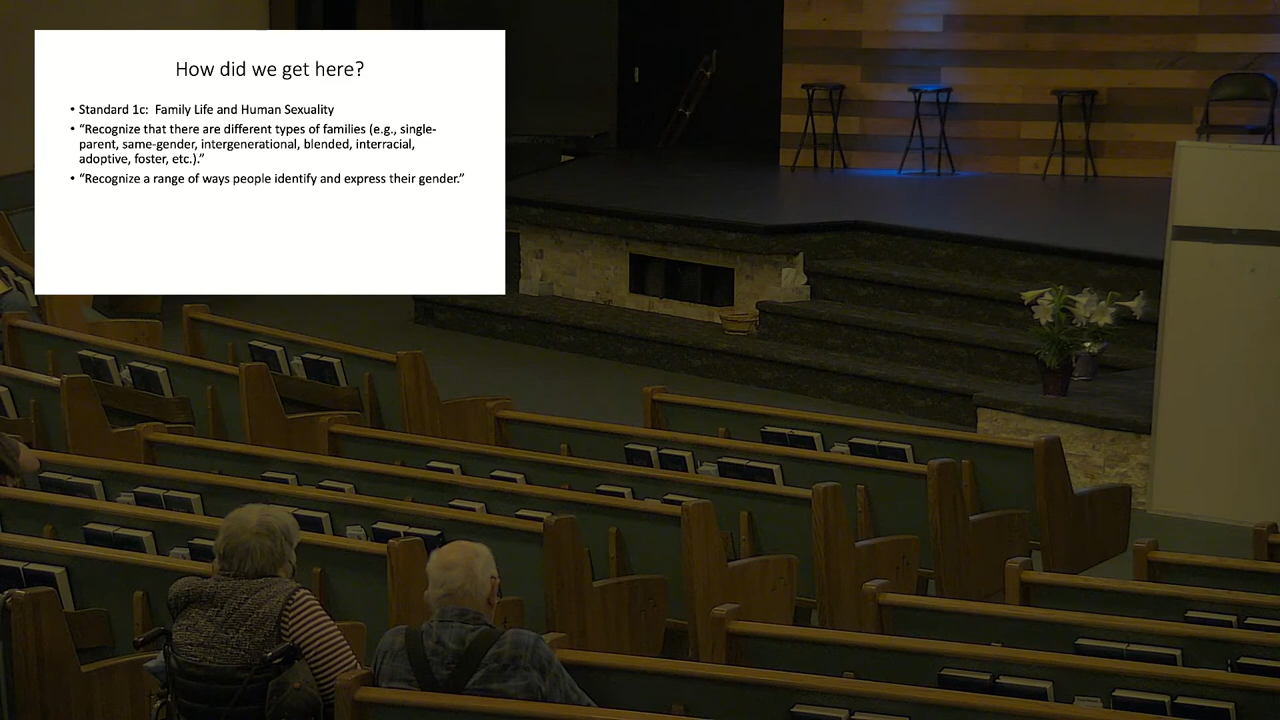 How did we get here?
• Standard 1c: Family Life and Human Sexuality
• “Recognize that there are different types of families (e.g., single-
parent, same-gender, intergenerational, blended, interracial,
adoptive, foster, etc.).”
• “Recognize a range of ways people identify and express their gender.”